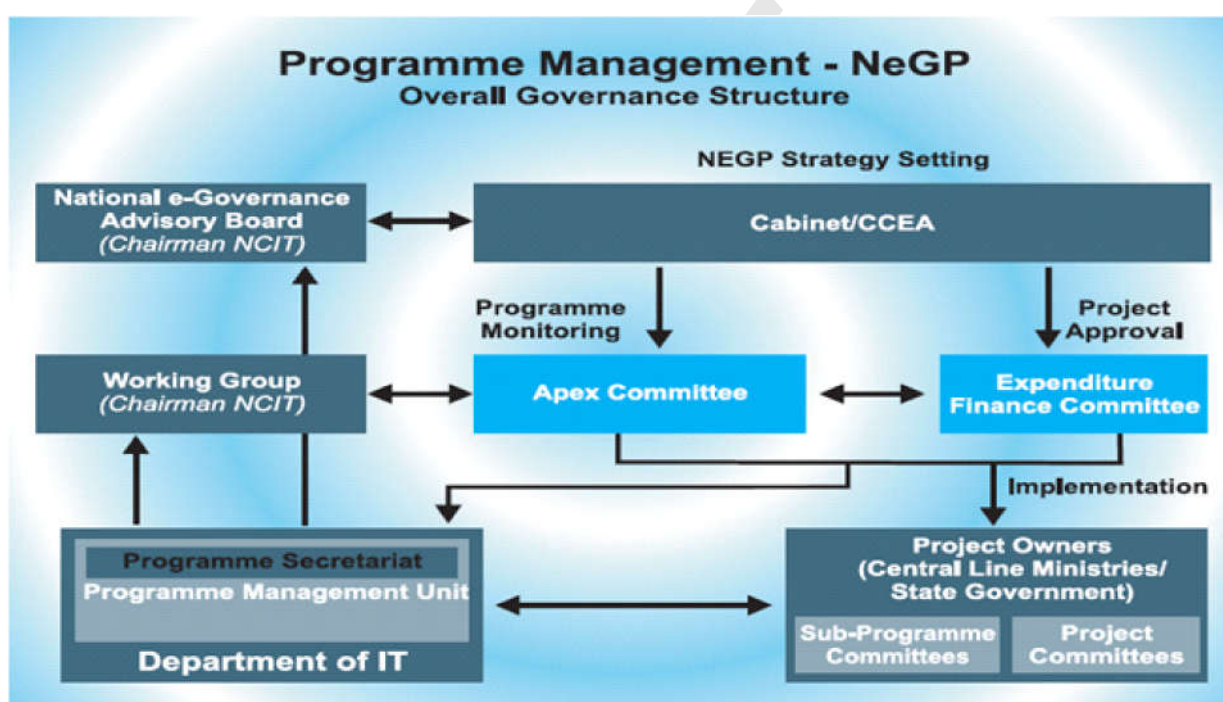 Programme Management - NeGP
Overall Governance Structure
NEGP Strategy Setting
National e-Governance
Advisory Board
(Chairman NCIT)
Cabinet/CCEA
Programme
Monitoring
Project
Approval
Working Group
(Chairman NCIT)
Apex Committee
Expenditure
Finance Committee
Implementation
Programme Secretariat
Programme Management Unit
Department of IT
Project Owners
(Central Line Ministries/
State Government)
Sub-Programme
Committees
Project
Committees